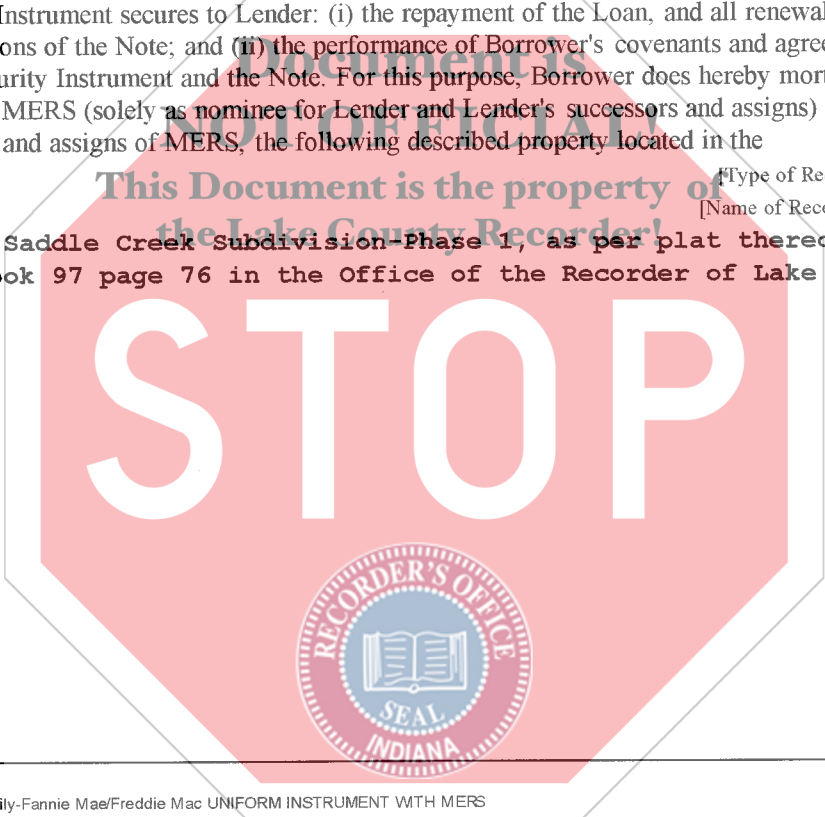 Instrument secures to Lender: (i) the repayment of the Loan, and all renewal
ons of the Note; and (ii) the performance of Borrower's covenants and agree
urity Instrument and the Note. For this purpose, Borrower does hereby mort
MERS (solely as nominee for Lender and Lender's successors and assigns)
and assigns of MERS, the following described property located in the
Document is
NOT OFFICIAL!
This Document is the property of
the Lake County Recorder!
[Type of Re
[Name of Reco
Saddle Creek Subdivision-Phase 1, as per plat thereo
ok 97 page 76 in the Office of the Recorder of Lake
STOP
RECORDER'S OFFICE
SEAL
INDIANA
ily-Fannie Mae/Freddie Mac UNIFORM INSTRUMENT WITH MERS